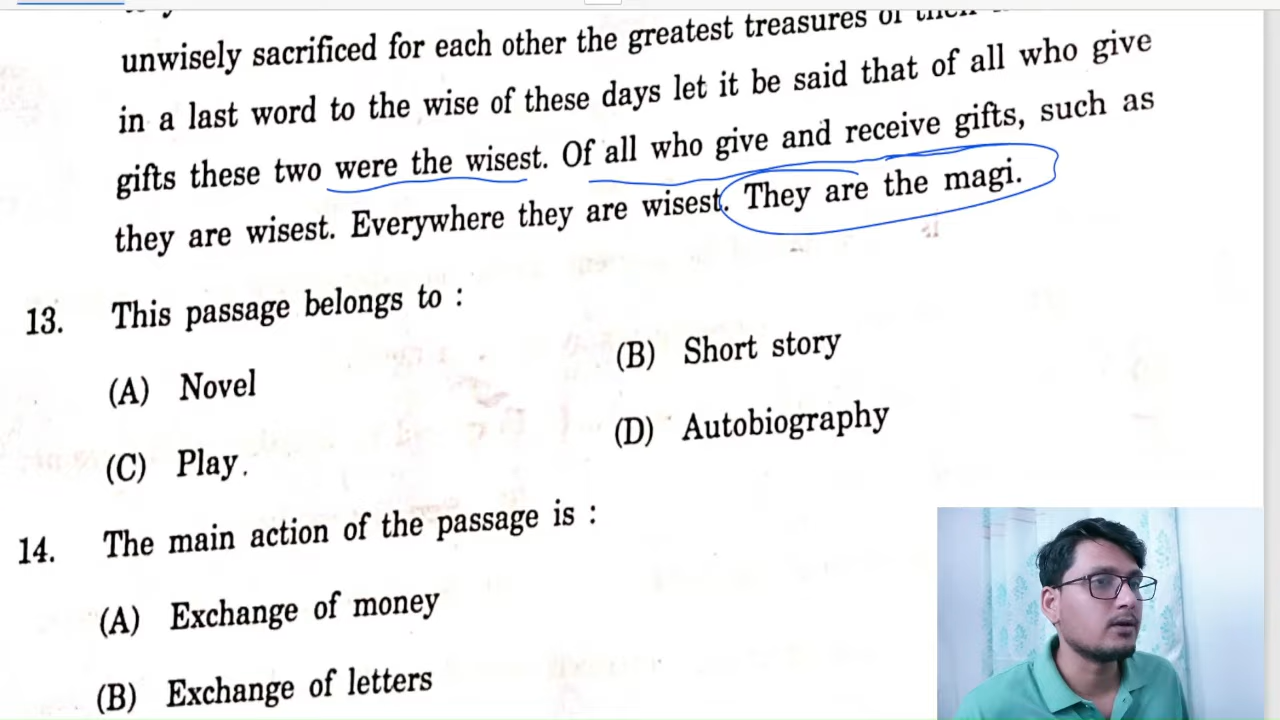 unwisely sacrificed for each other the greatest treasures of their
in a last word to the wise of these days let it be said that of all who give
gifts these two were the wisest. Of all who give and receive gifts, such as
they are wisest. Everywhere they are wisest. They are the magi.
13. This passage belongs to :
(A) Novel
(B) Short story
(C) Play.
(D) Autobiography
14. The main action of the passage is :
(A) Exchange of money
(B) Exchange of letters